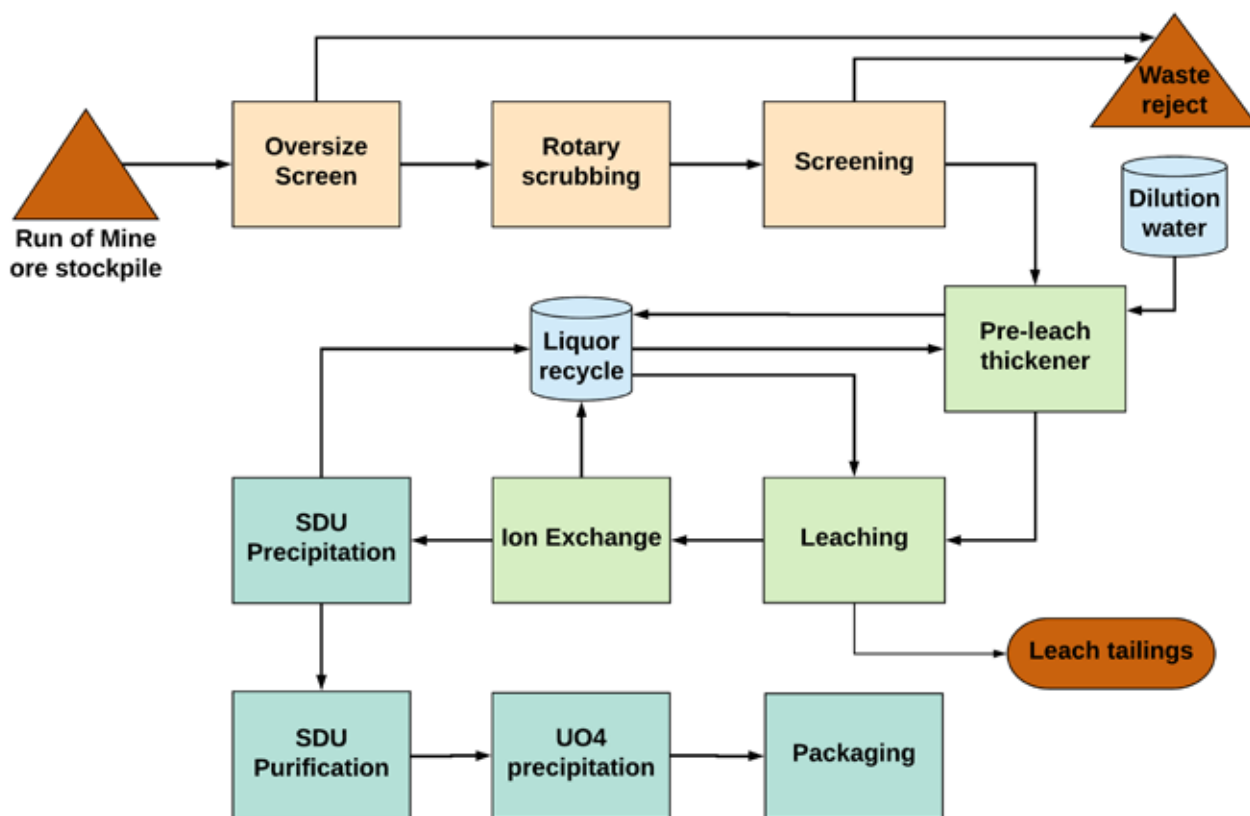 Waste
reject
Oversize
Screen
Rotary
scrubbing
Screening
Run of Mine
ore stockpile
Dilution
water
Liquor
recycle
Pre-leach
thickener
SDU
Precipitation
Ion Exchange
Leaching
Leach tailings
SDU
Purification
UO4
precipitation
Packaging